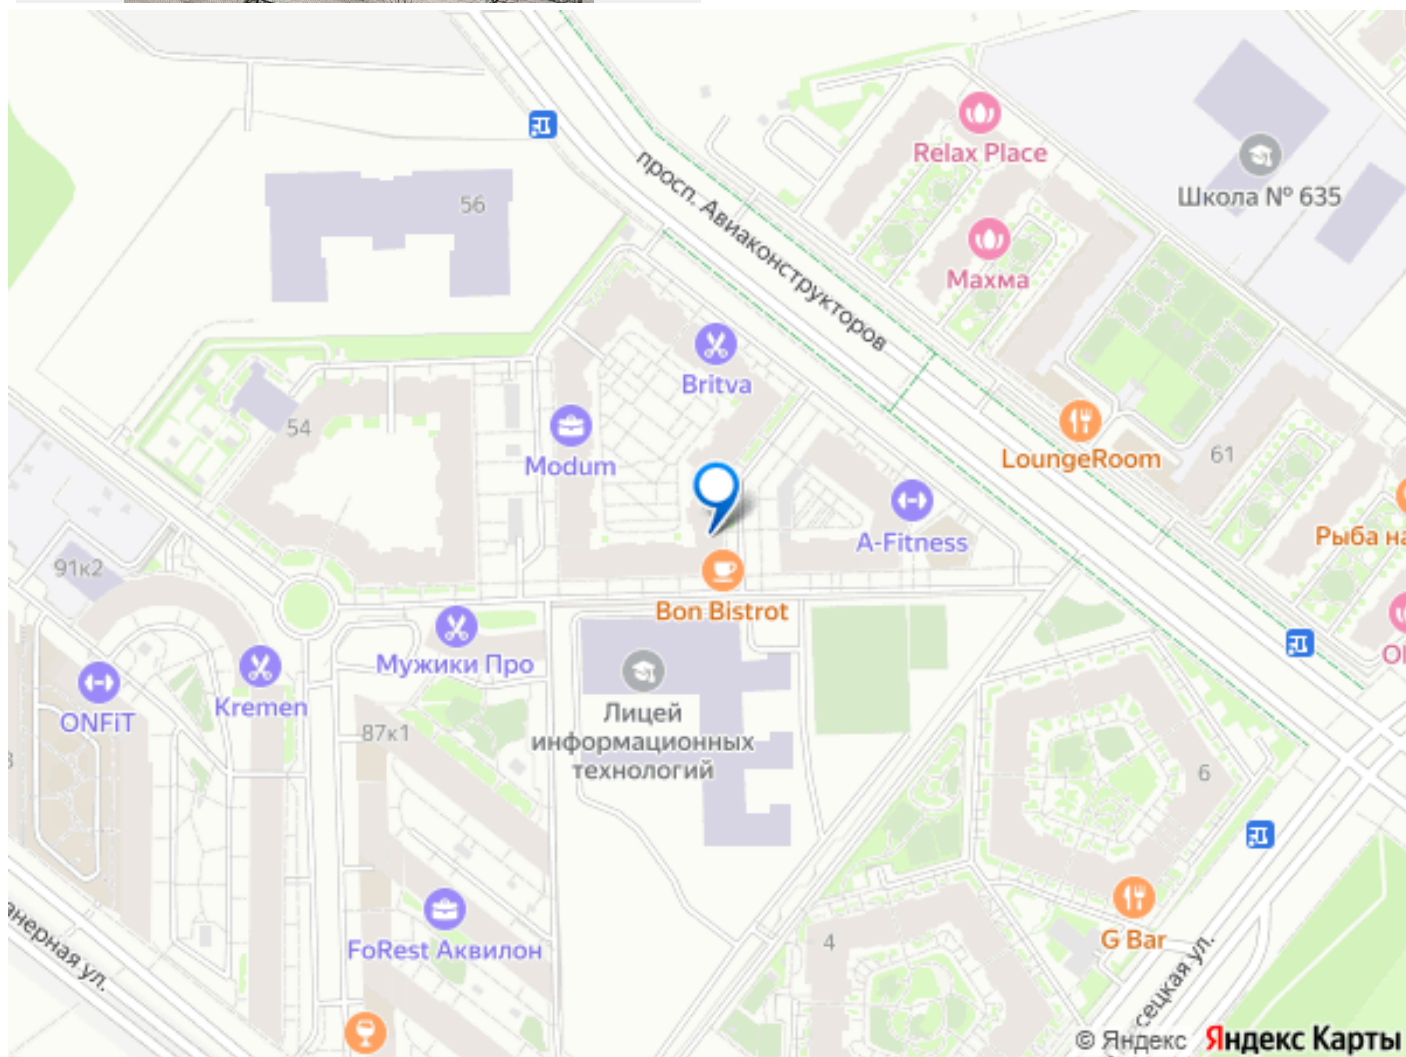 Relax Place
Школа № 635
просп. Авиаконструкторов
56
Махма
Britva
54
Modum
LoungeRoom
61
A-Fitness
Рыба на
91к2
Bon Bistrot
Мужики Про
ONFiT
Kremen
87к1
Лицей
информационных
технологий
6
FoRest Аквилон
G Bar
4
нерная ул.
сецкая ул.
© Яндекс Яндекс Карты